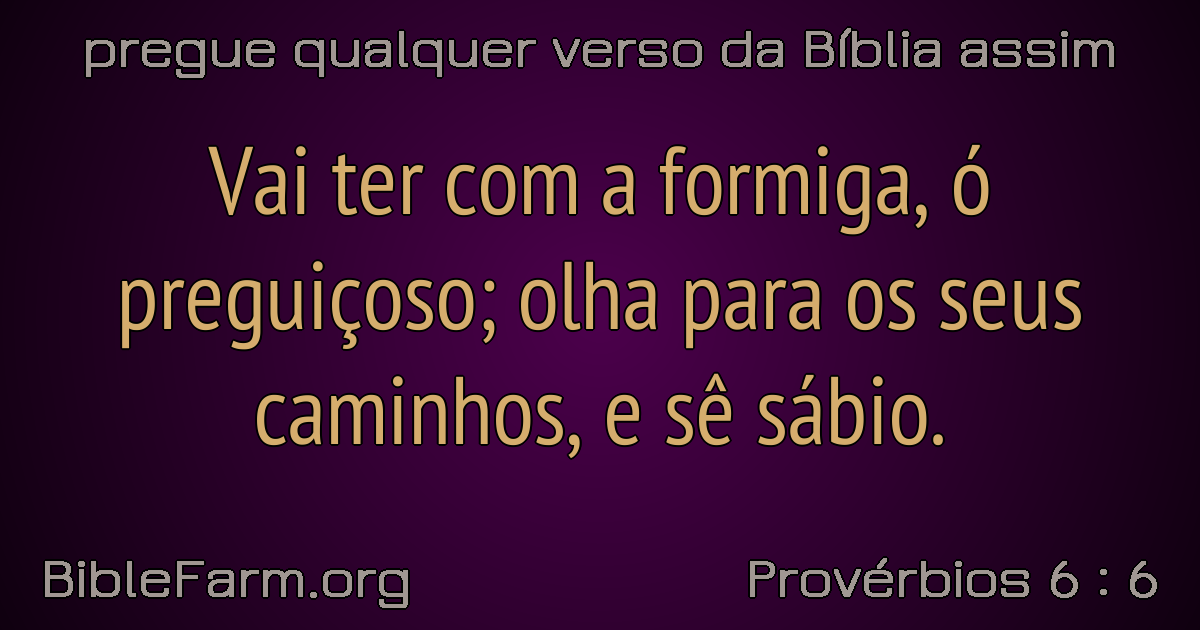 pregue qualquer verso da Bíblia assim
Vai ter com a formiga, ó
preguiçoso; olha para os seus
caminhos, e sê sábio.
BibleFarm.org
Provérbios 6 : 6